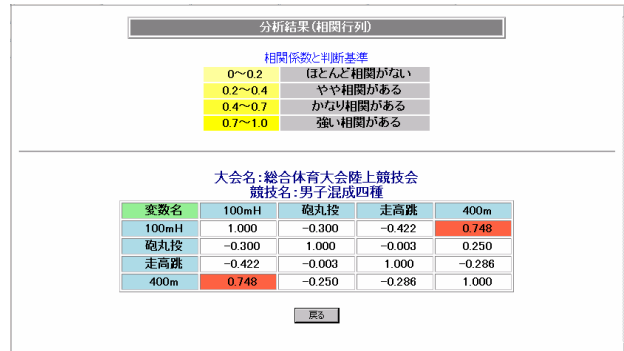 分析結果(相関行列)
相関係数と判断基準
0～0.2 ほとんど相関がない
0.2～0.4 やや相関がある
0.4～0.7 かなり相関がある
0.7～1.0 強い相関がある
大会名:総合体育大会陸上競技会
競技名:男子混成四種
変数名 100mH 砲丸投 走高跳 400m
100mH 1.000 -0.300 -0.422 0.748
砲丸投 -0.300 1.000 -0.003 0.250
走高跳 -0.422 -0.003 1.000 -0.286
400m 0.748 -0.250 -0.286 1.000
戻る